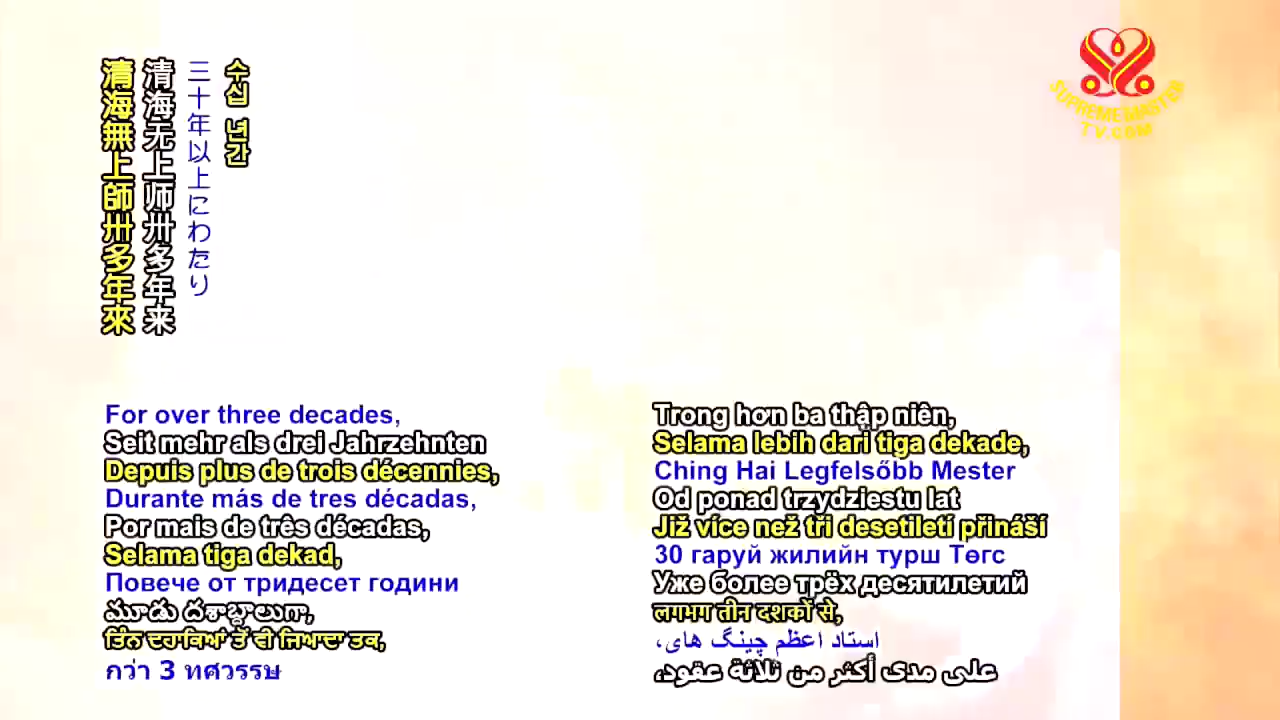 수십 년간
三十年以上にわたり
清海无上师卅多年来
清海無上師卅多年來
SUPREME MASTER
TV.COM
For over three decades,
Seit mehr als drei Jahrzehnten
Depuis plus de trois décennies,
Durante más de tres décadas,
Por mais de três décadas,
Selama tiga dekad,
Повече от тридесет години
మూడు దశాబ్దాలుగా,
ਤਿੰਨ ਦਹਾਕਿਆਂ ਤੋਂ ਵੀ ਜਿਆਦਾ ਤਕ,
กว่า 3 ทศวรรษ
Trong hơn ba thập niên,
Selama lebih dari tiga dekade,
Ching Hai Legfelsőbb Mester
Od ponad trzydziestu lat
Již více než tři desetiletí přináší
30 гаруй жилийн турш Төгс
Уже более трёх десятилетий
लगभग तीन दशकों से,
استاد اعظم چینگ های،
على مدى أكثر من ثلاثة عقود،